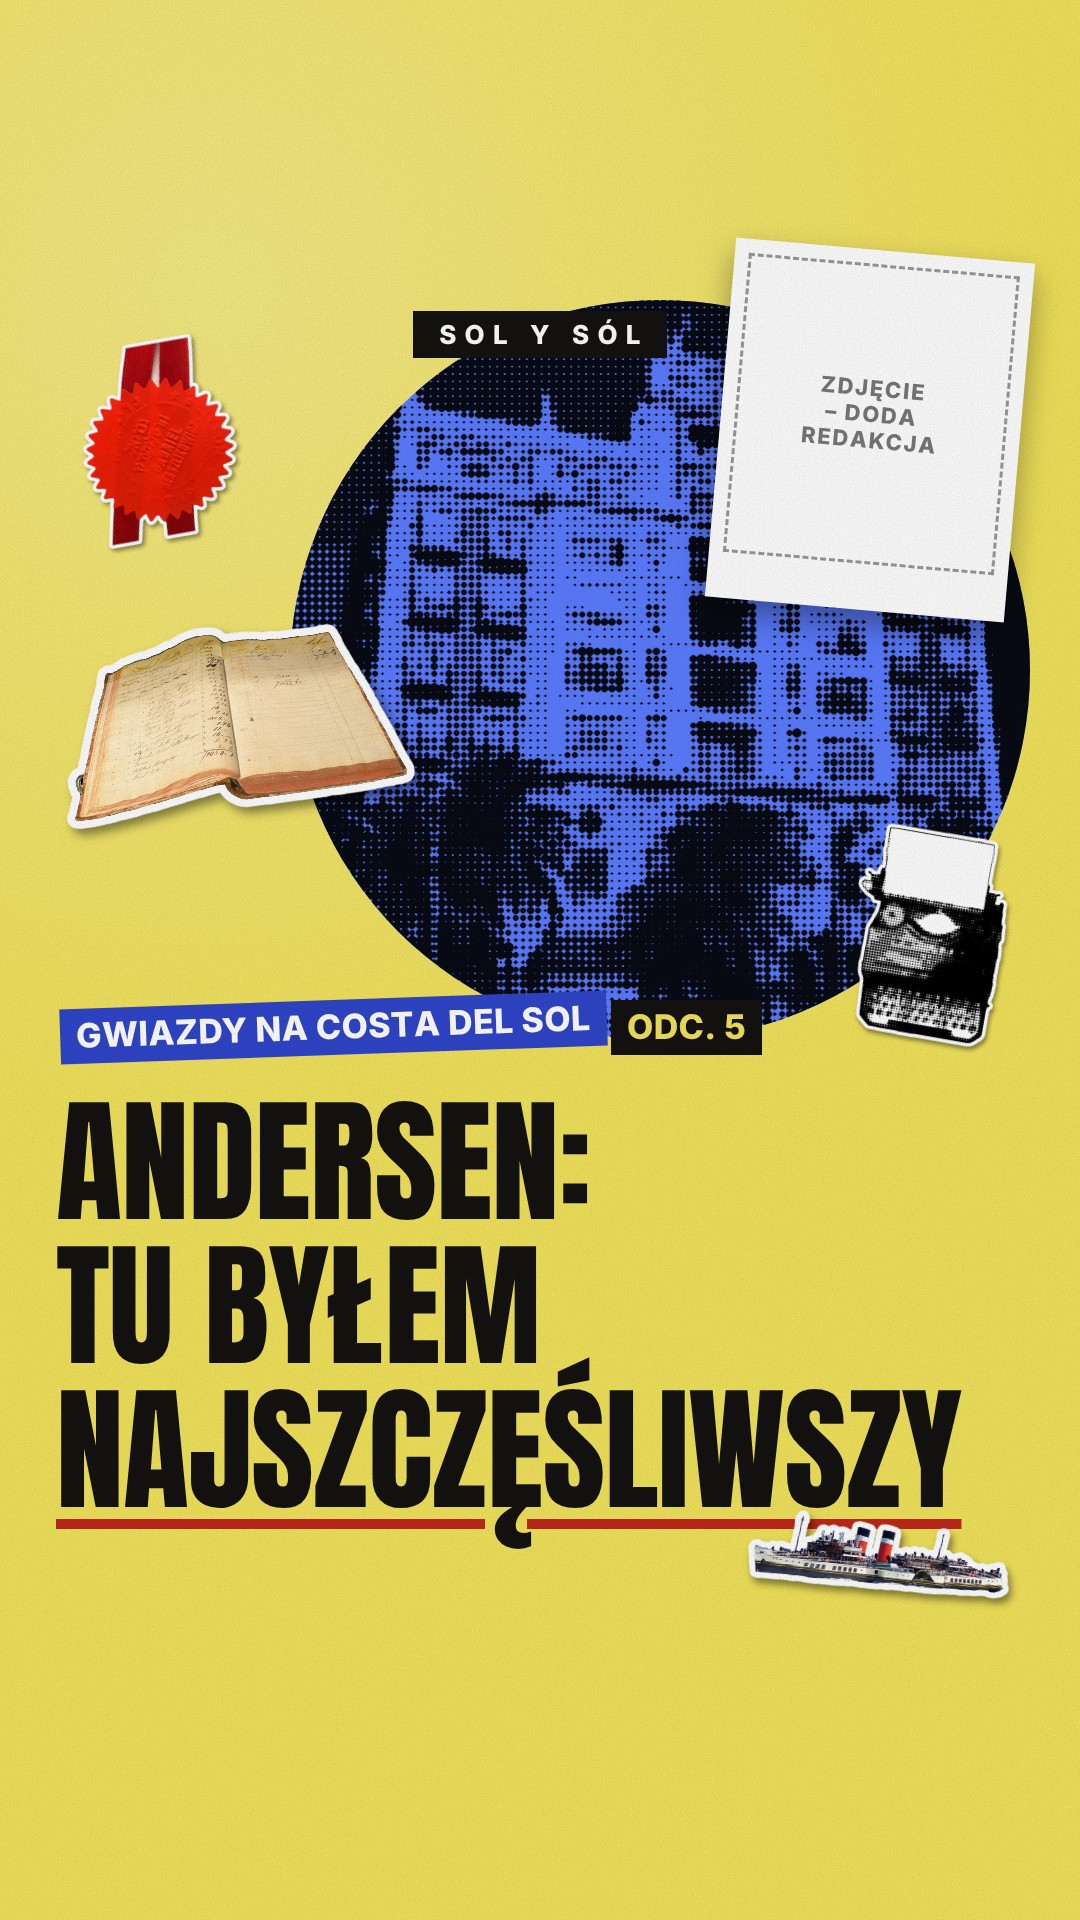 SOL Y SÓL
ZDJĘCIE
– DODA
REDAKCJA
GWIAZDY NA COSTA DEL SOL
ODC. 5
ANDERSEN:
TU BYŁEM
NAJSZCZĘŚLIWSZY